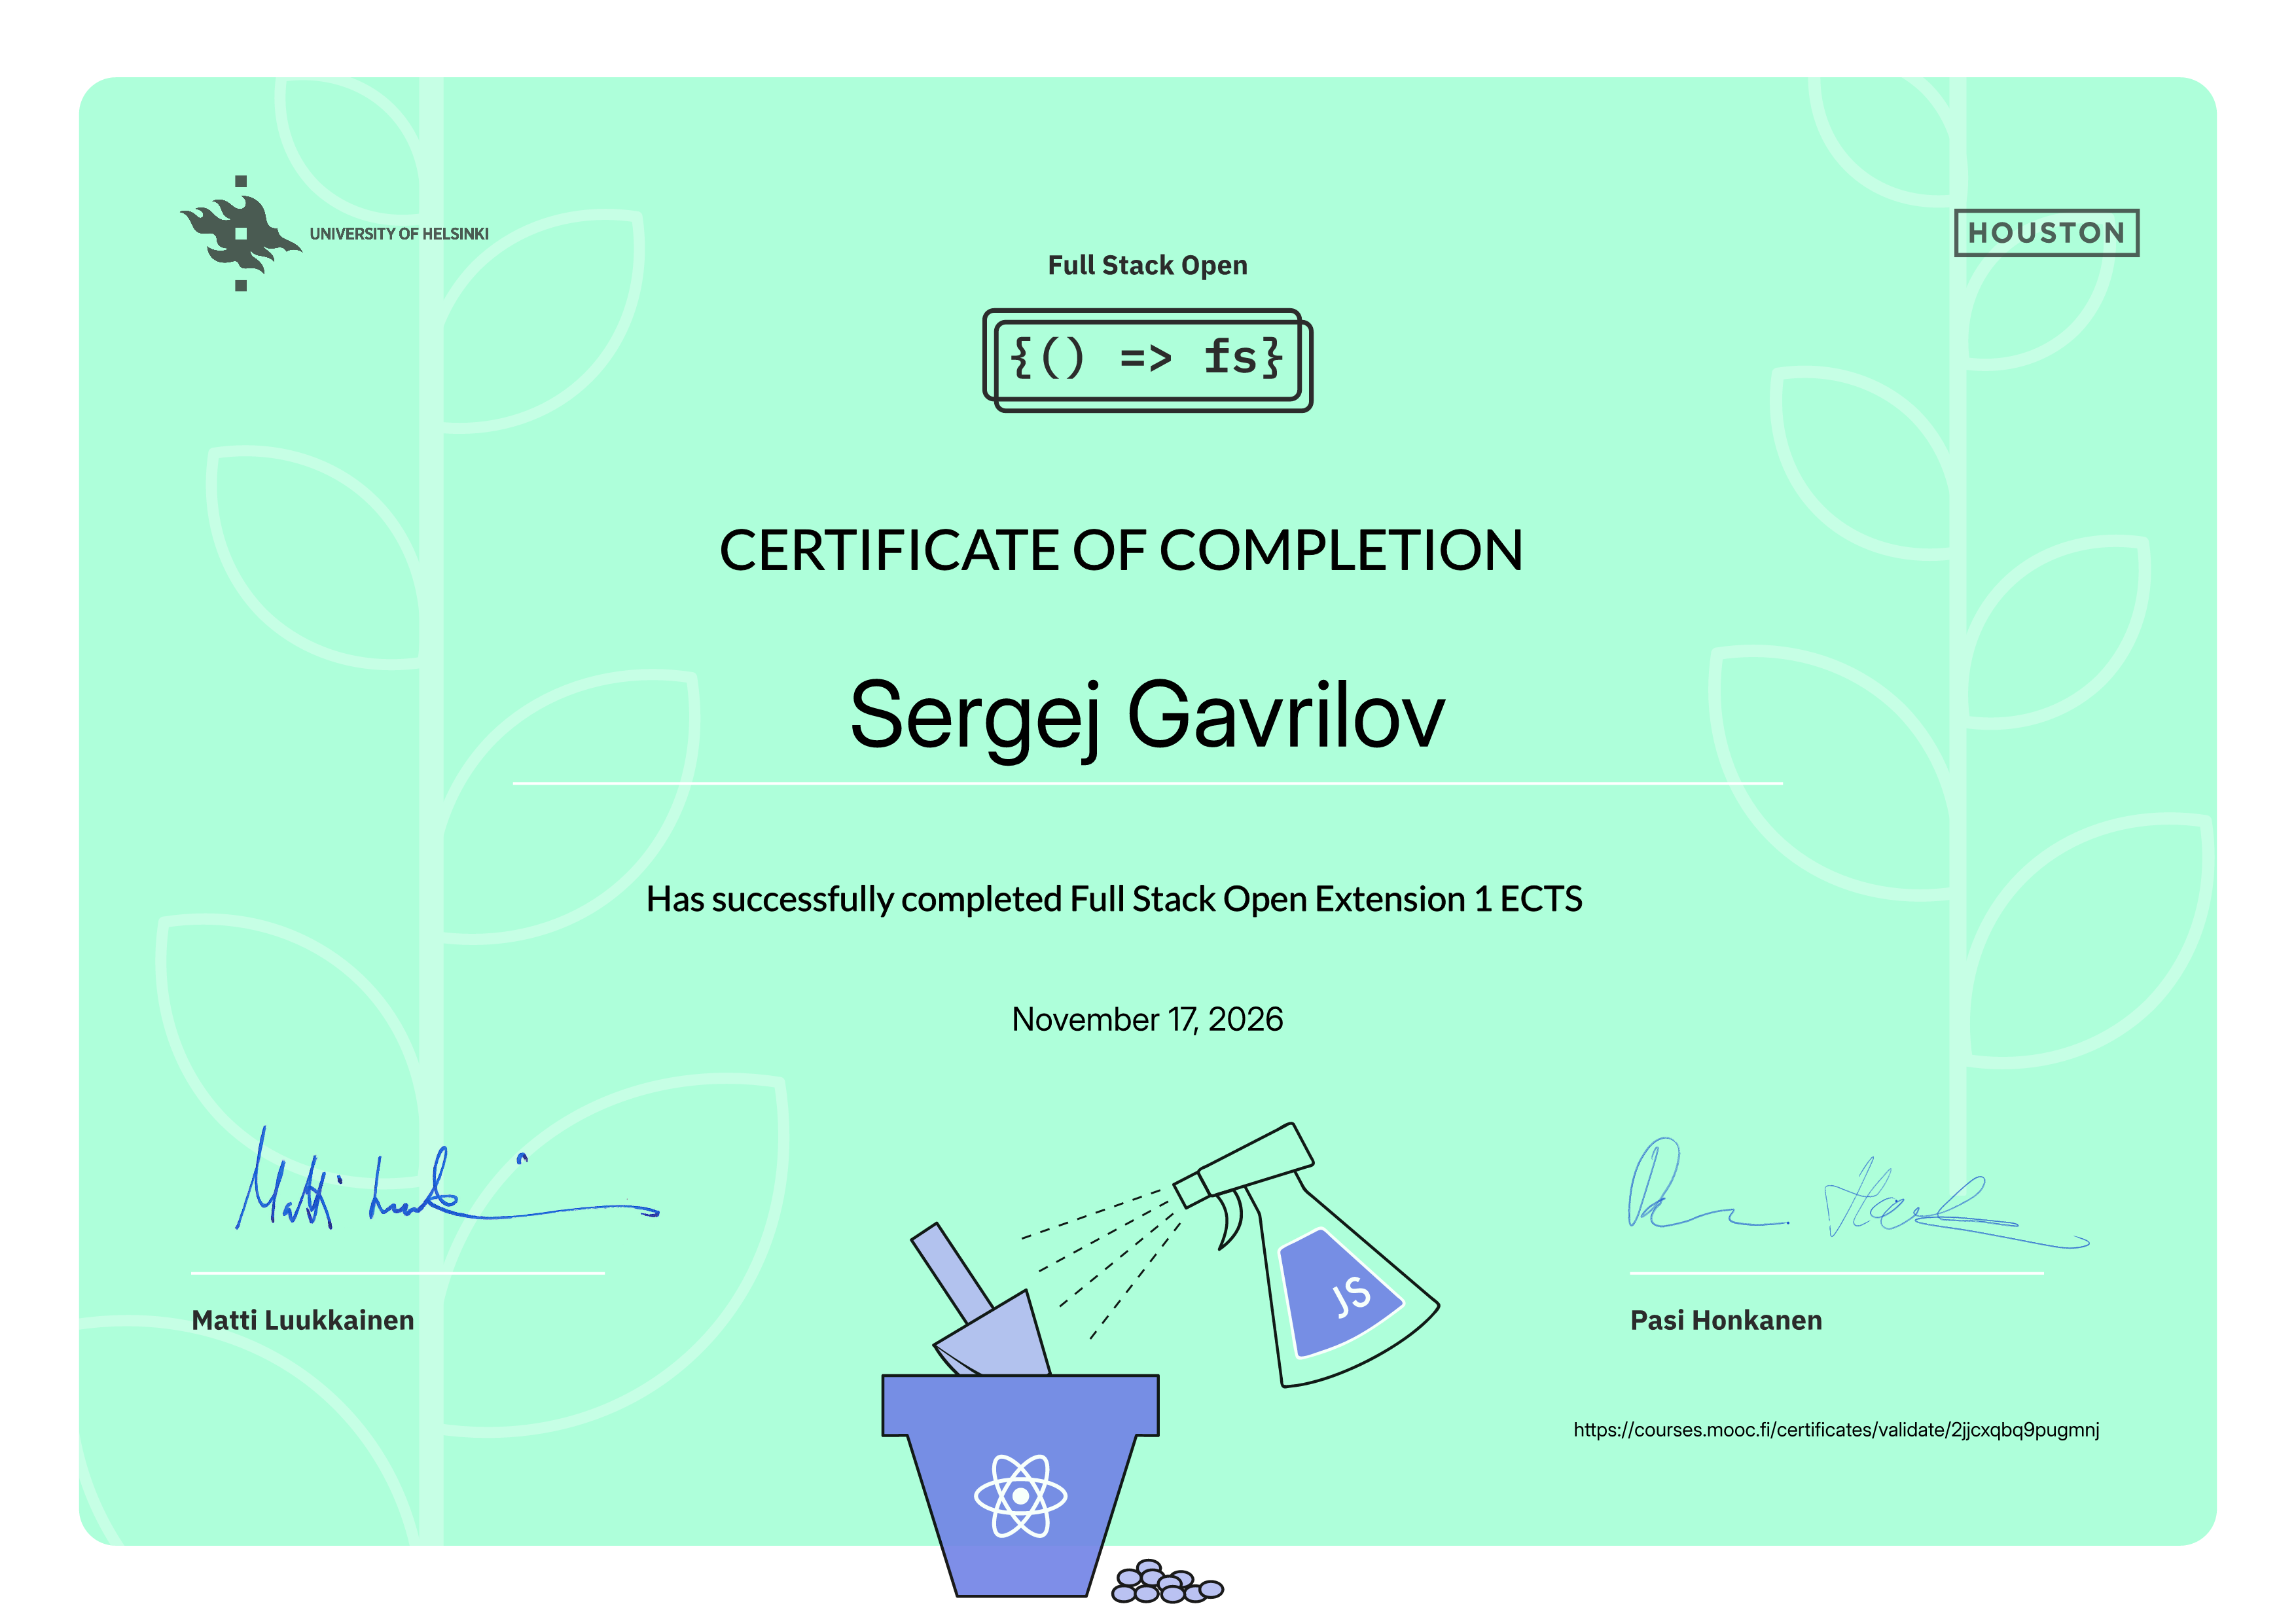 UNIVERSITY OF HELSINKI
HOUSTON
Full Stack Open
{() => fs}
CERTIFICATE OF COMPLETION
Sergej Gavrilov
Has successfully completed Full Stack Open Extension 1 ECTS
November 17, 2026
Matti Luukkainen
JS
Pasi Honkanen
https://courses.mooc.fi/certificates/validate/2jjcxqbq9pugmnj